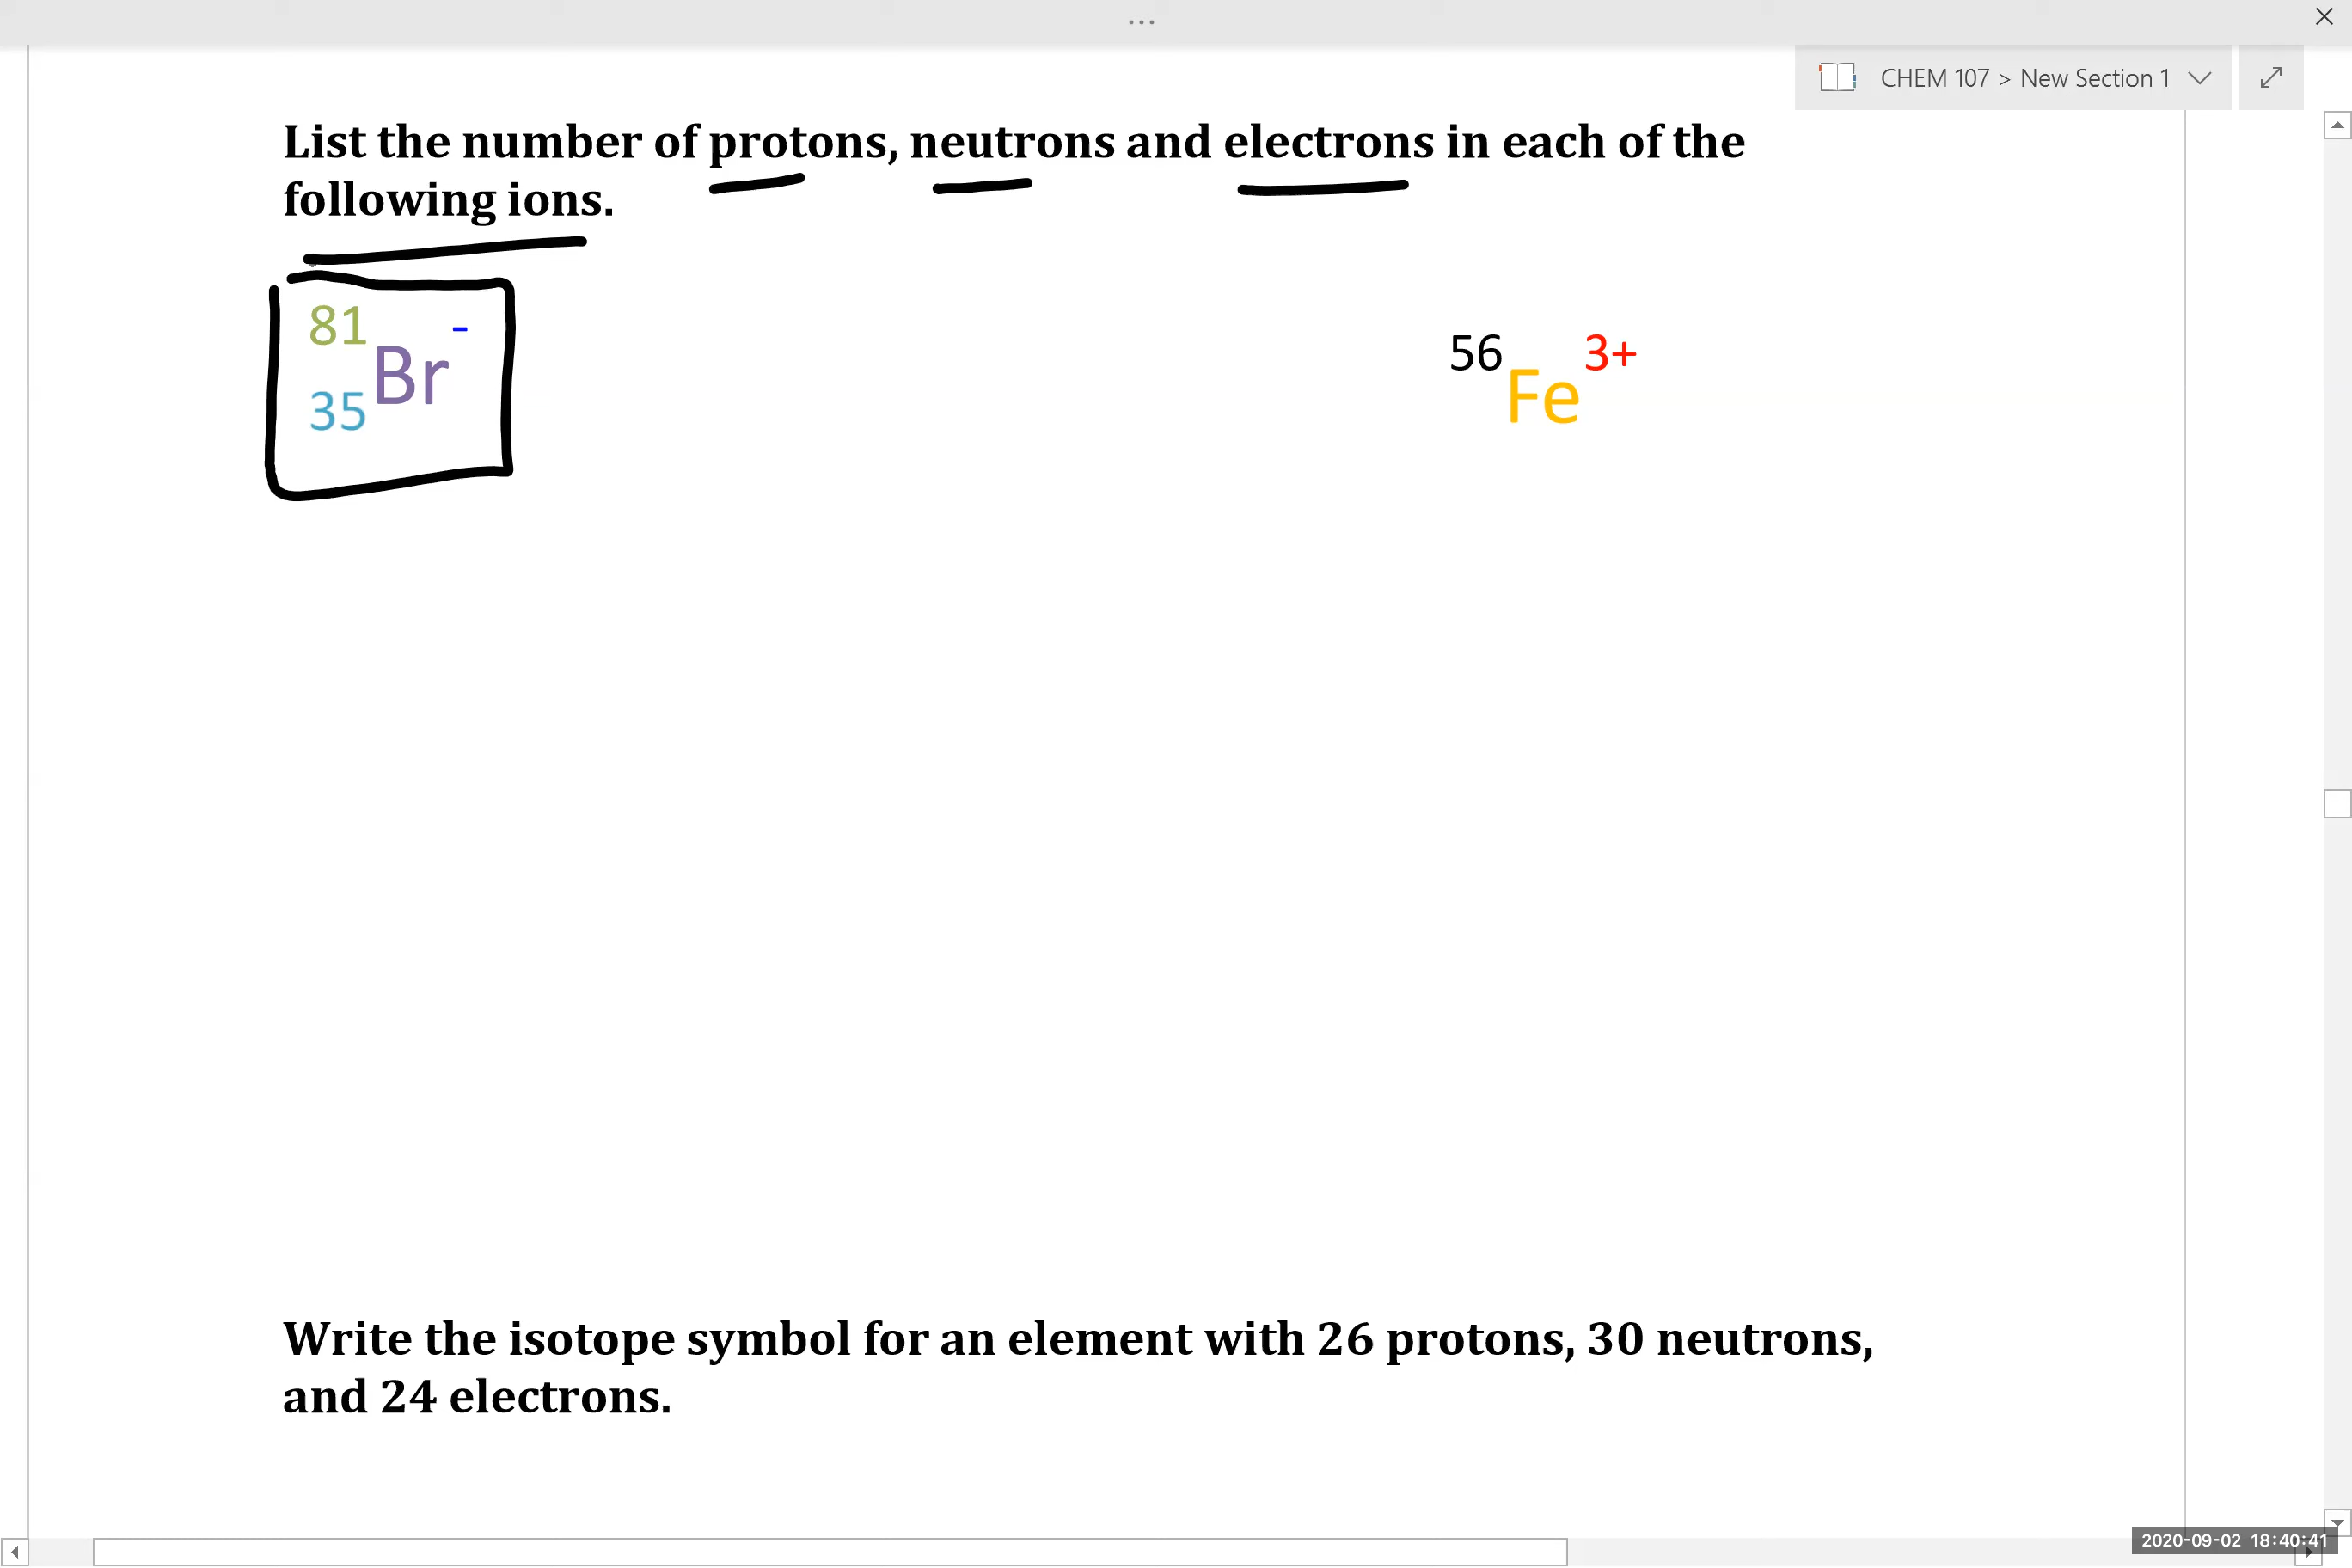 CHEM 107 > New Section 1
List the number of protons, neutrons and electrons in each of the
following ions.
81
Br
-
35
56
Fe
3+
Write the isotope symbol for an element with 26 protons, 30 neutrons,
and 24 electrons.
2020-09-02 18:40:41